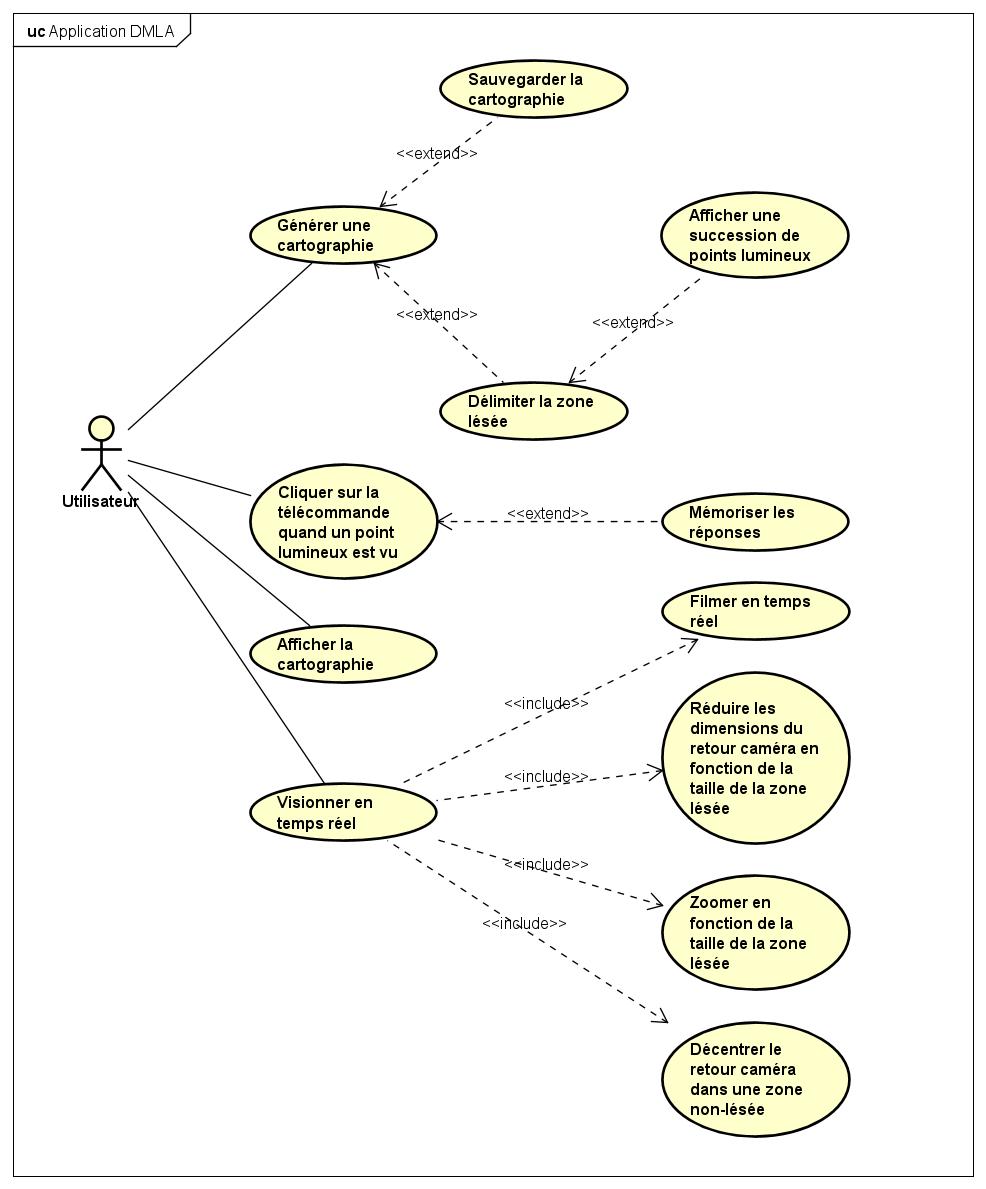 uc Application DMLA
Sauvegarder la
cartographie
<<extend>>
Générer une
cartographie
Afficher une
succession de
points lumineux
<<extend>>
<<extend>>
Délimiter la zone
lésée
Utilisateur
Cliquer sur la
télécommande
quand un point
lumineux est vu
<<extend>>
Mémoriser les
réponses
Filmer en temps
réel
Afficher la
cartographie
<<include>>
Réduire les
dimensions du
retour caméra en
fonction de la
taille de la zone
lésée
<<include>>
Visionner en
temps réel
<<include>>
Zoomer en
fonction de la
taille de la zone
lésée
<<include>>
Décentrer le
retour caméra
dans une zone
non-lésée